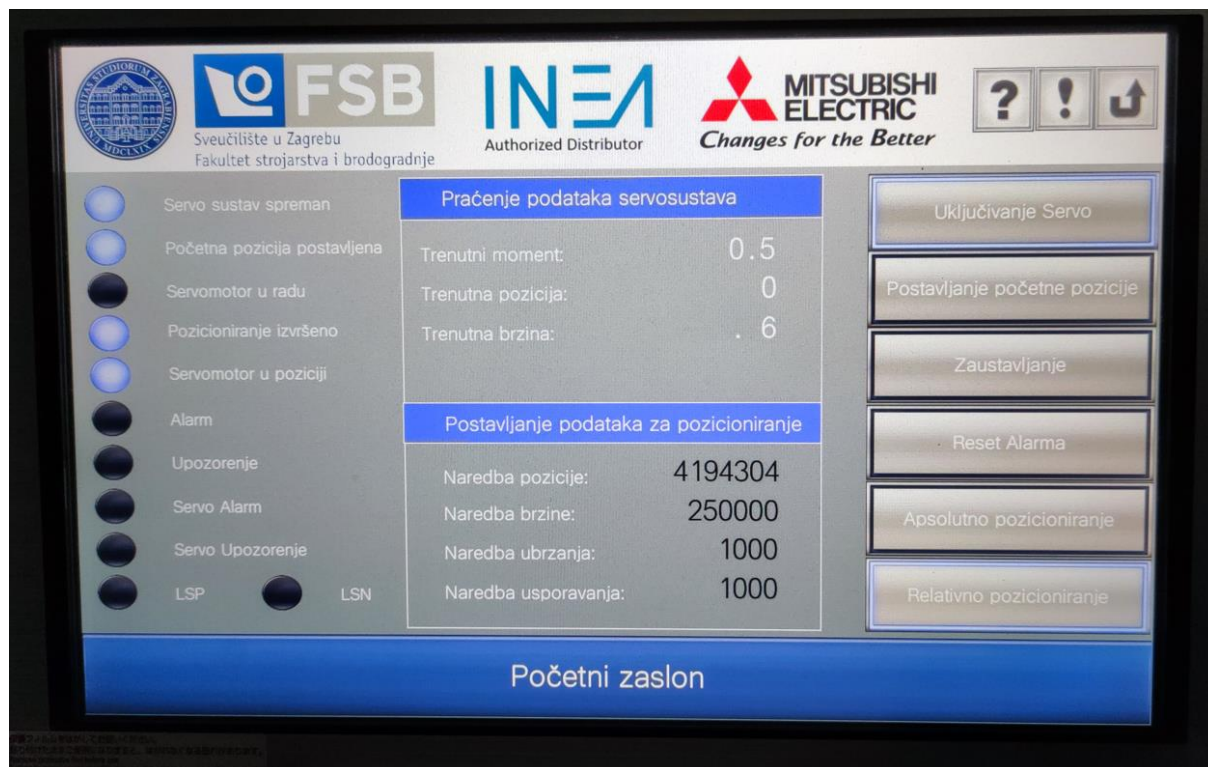 STUDIORUM ZAGRABIENSIS
MDCLXIX
FSB
Sveučilište u Zagrebu
Fakultet strojarstva i brodogradnje
INEA
Authorized Distributor
MITSUBISHI
ELECTRIC
Changes for the Better
? !
Servo sustav spreman
Početna pozicija postavljena
Servomotor u radu
Pozicioniranje izvršeno
Servomotor u poziciji
Alarm
Upozorenje
Servo Alarm
Servo Upozorenje
LSP LSN
Praćenje podataka servosustava
Trenutni moment: 0.5
Trenutna pozicija: 0
Trenutna brzina: . 6
Postavljanje podataka za pozicioniranje
Naredba pozicije: 4194304
Naredba brzine: 250000
Naredba ubrzanja: 1000
Naredba usporavanja: 1000
Uključivanje Servo
Postavljanje početne pozicije
Zaustavljanje
Reset Alarma
Apsolutno pozicioniranje
Relativno pozicioniranje
Početni zaslon